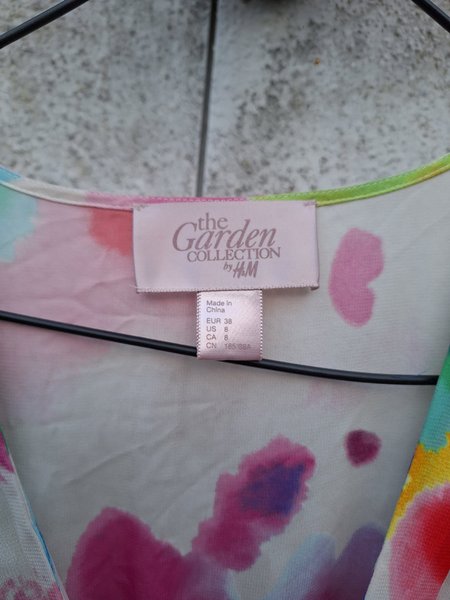 the
Garden
COLLECTION
by H&M
Made in
China
EUR 38
US 8
CA 8
CN 165/88A